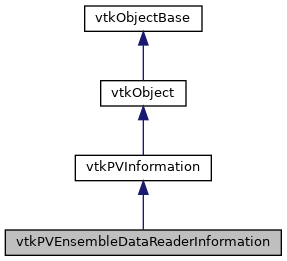 vtkObjectBase
vtkObject
vtkPVInformation
vtkPVEnsembleDataReaderInformation